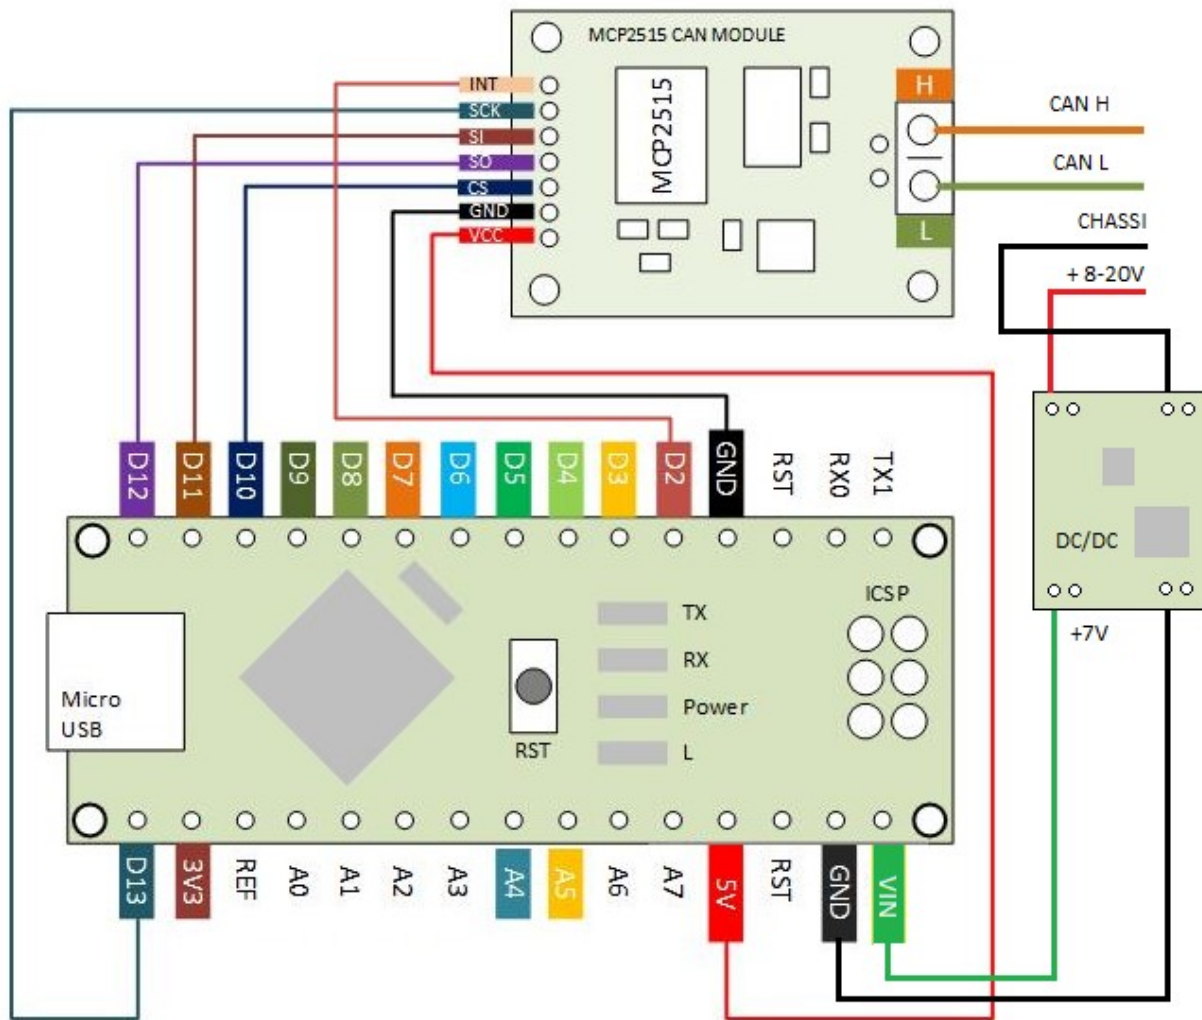 MCP2515 CAN MODULE
INT
SCK
SI
SO
CS
GND
VCC
MCP2515
H
L
CAN H
CAN L
CHASSI
+ 8-20V
DC/DC
+7V
D12
D11
D10
D9
D8
D7
D6
D5
D4
D3
D2
GND
RST
RX0
TX1
Micro
USB
RST
TX
RX
Power
L
ICSP
D13
3V3
REF
A0
A1
A2
A3
A4
A5
A6
A7
5V
RST
GND
VIN